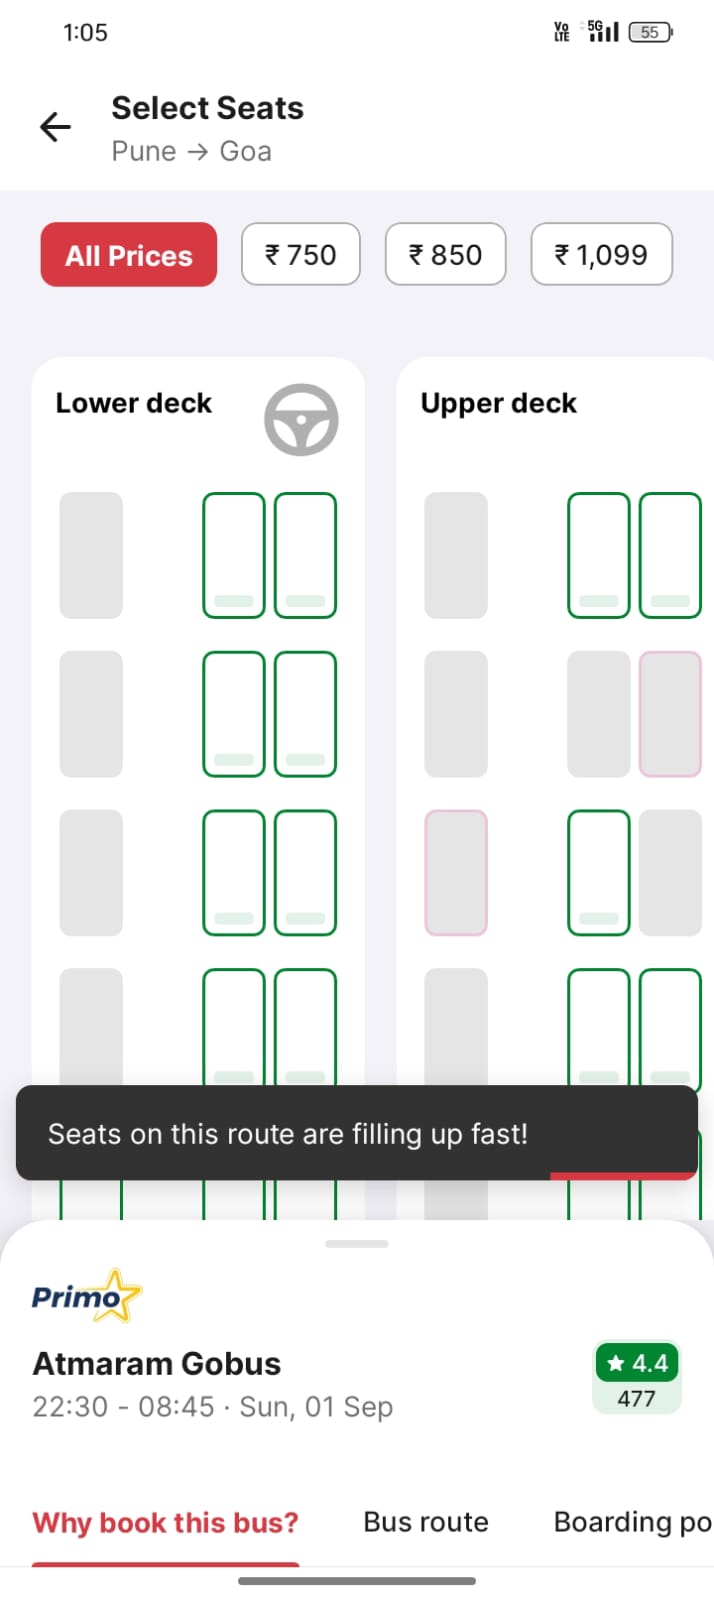 1:05
Vo LTE 5G 55
Select Seats
Pune → Goa
All Prices ₹ 750 ₹ 850 ₹ 1,099
Lower deck
Upper deck
Seats on this route are filling up fast!
Primo
Atmaram Gobus
★ 4.4
477
22:30 - 08:45 · Sun, 01 Sep
Why book this bus? Bus route Boarding po